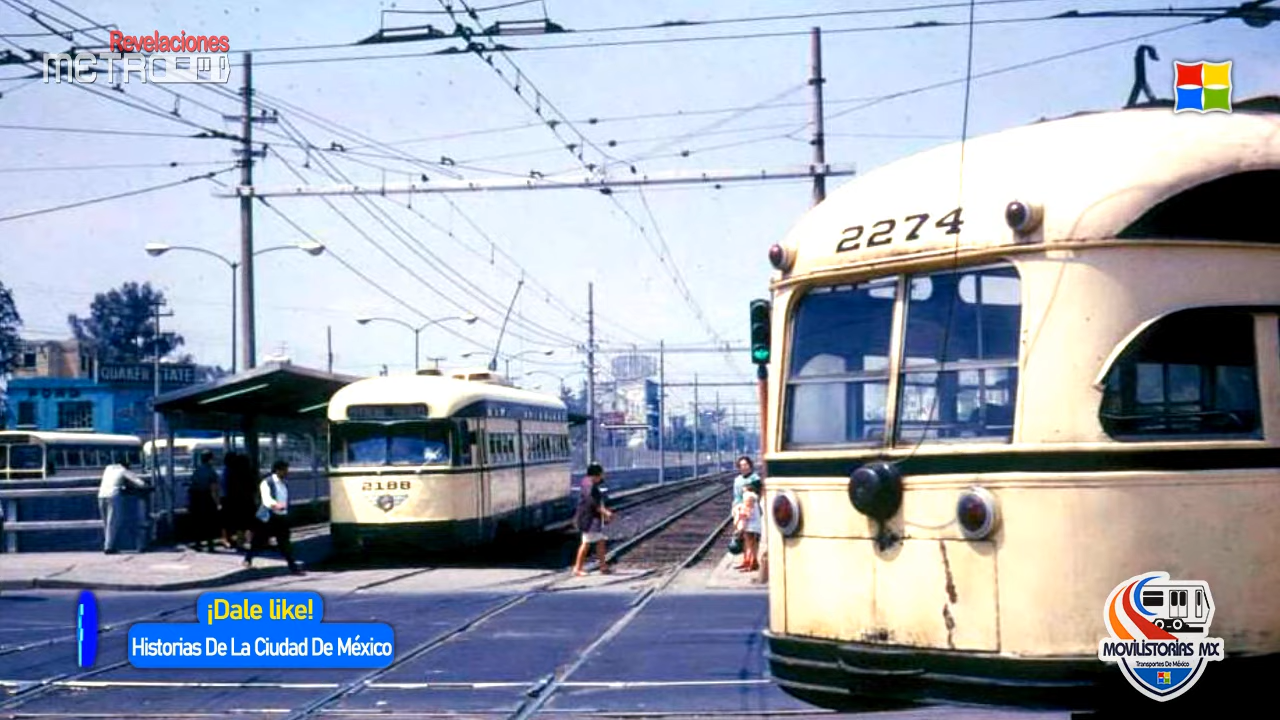 Revelaciones
METRO
2274
QUAKER STATE
FORD
2188
¡Dale like!
Historias De La Ciudad De México
MOVILISTORIAS MX
Transportes De México